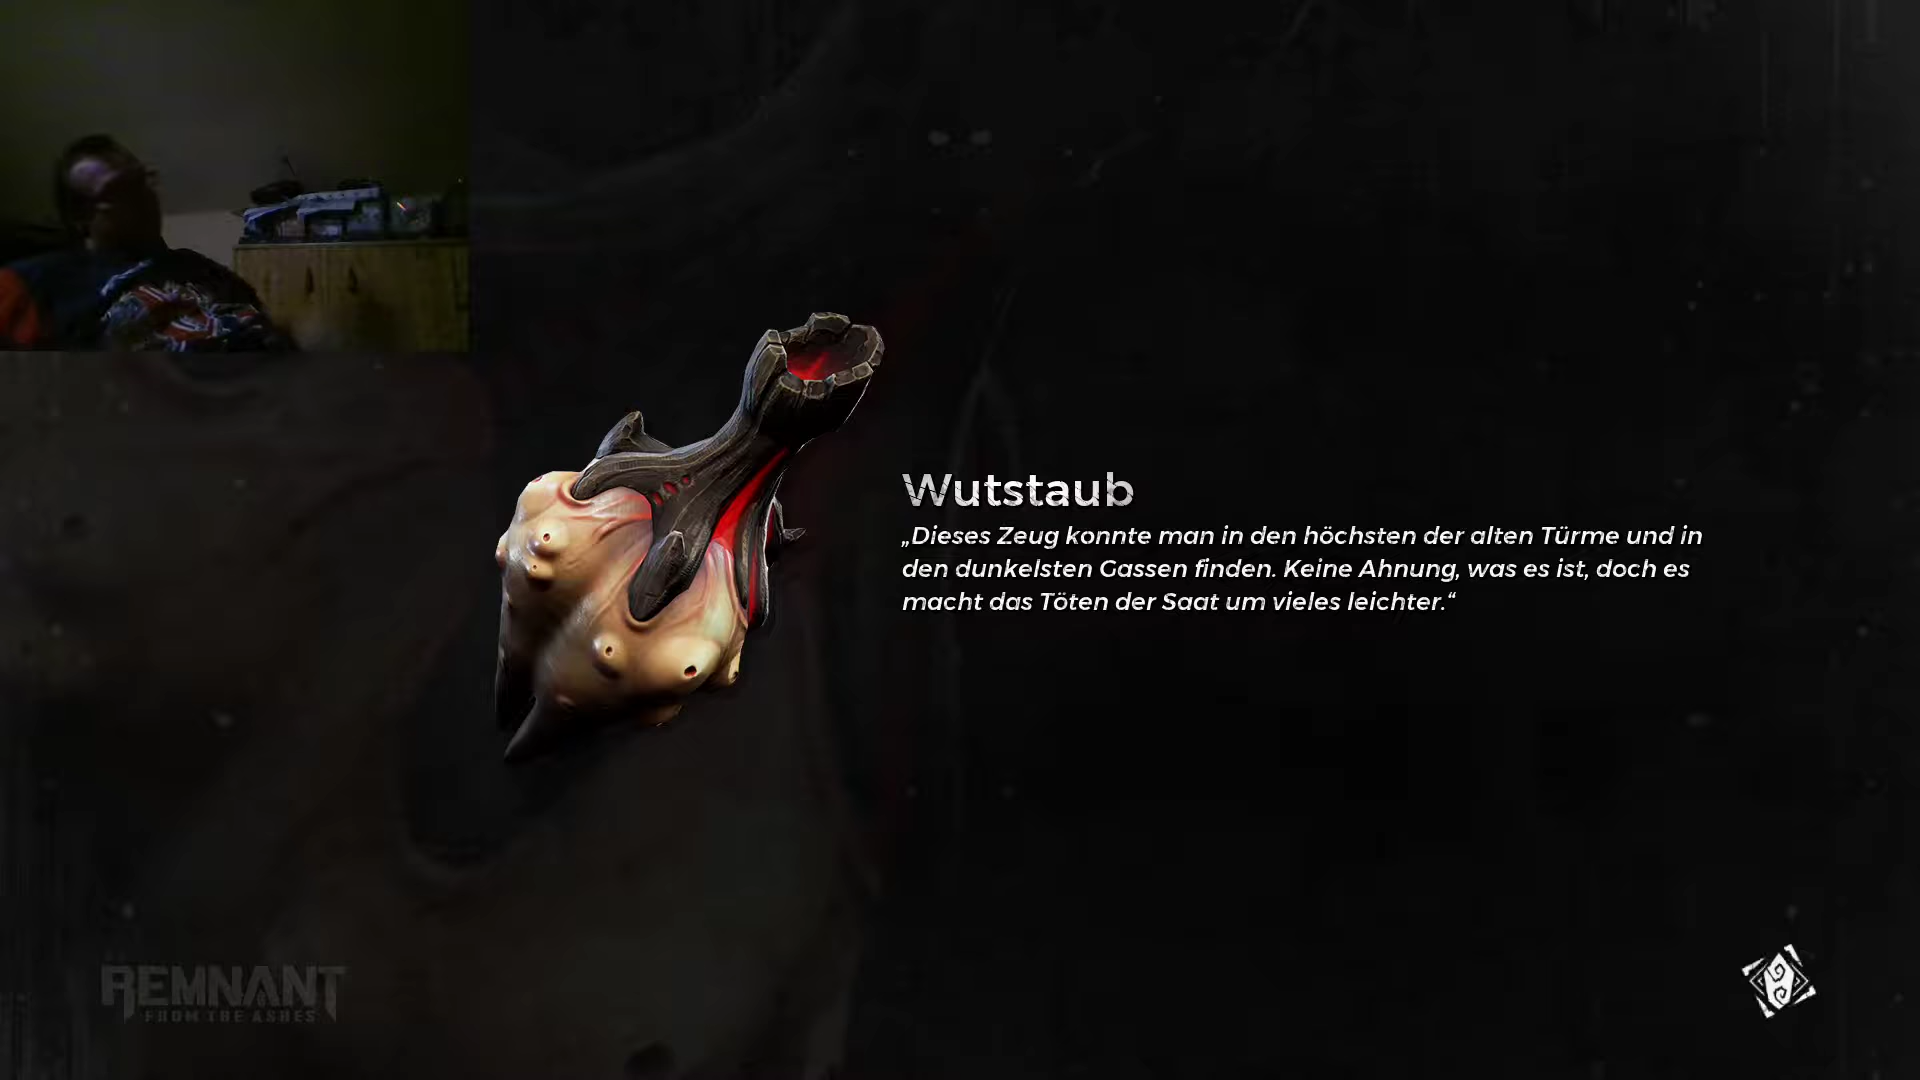 Wutstaub
„Dieses Zeug konnte man in den höchsten der alten Türme und in
den dunkelsten Gassen finden. Keine Ahnung, was es ist, doch es
macht das Töten der Saat um vieles leichter.“
REMNANT
FROM THE ASHES